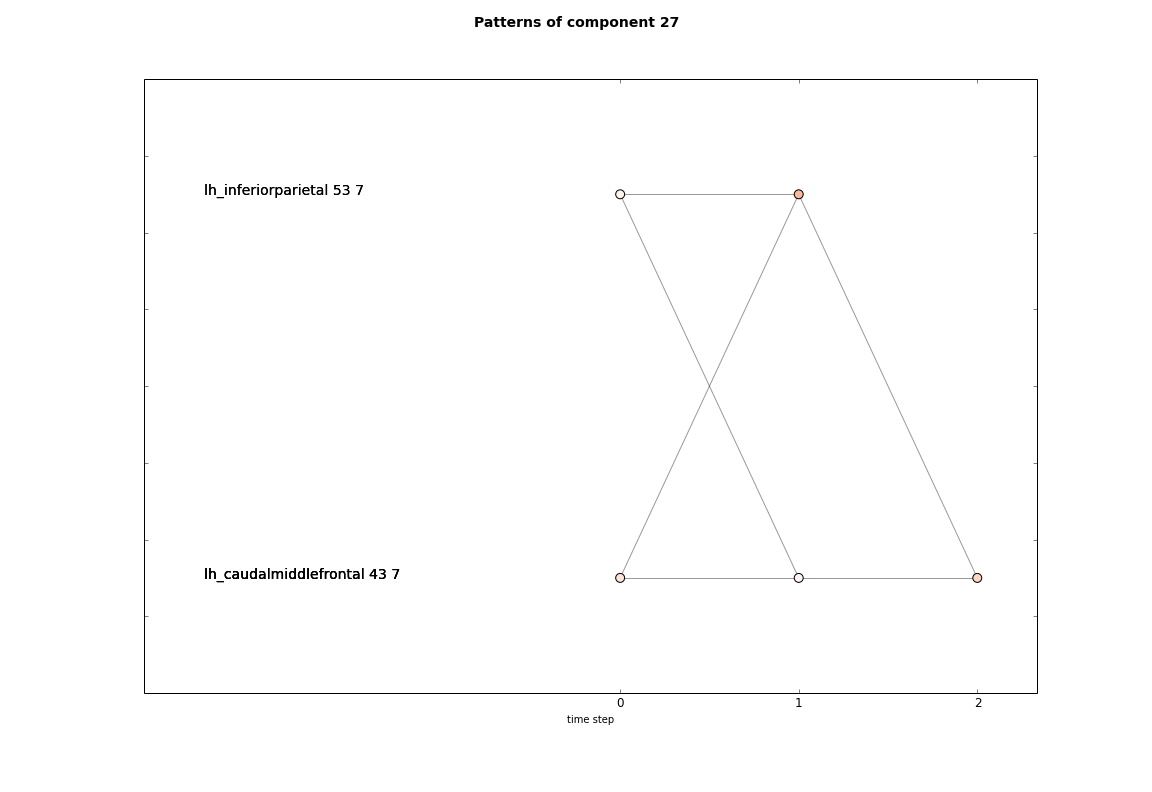 Patterns of component 27
lh_inferiorparietal 53 7
lh_caudalmiddlefrontal 43 7
0 1 2
time step